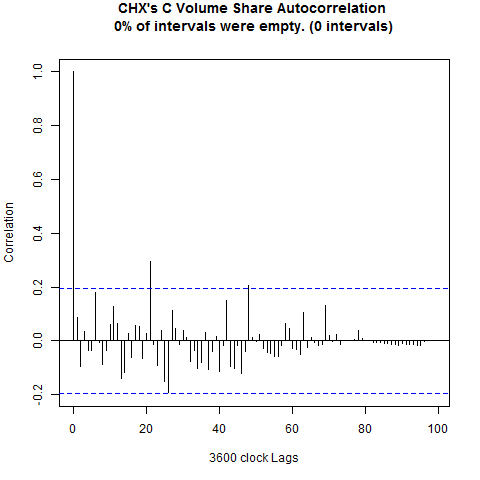 CHX's C Volume Share Autocorrelation
0% of intervals were empty. (0 intervals)
1.0
0.8
0.6
0.4
0.2
0.0
-0.2
Correlation
0 20 40 60 80 100
3600 clock Lags